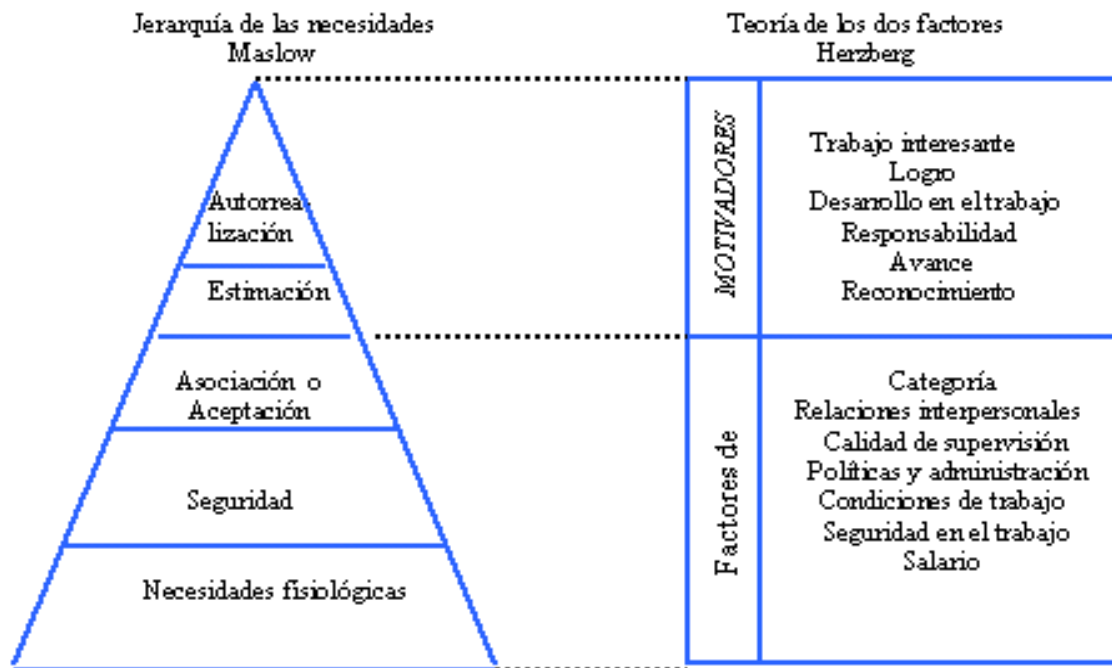 Jerarquía de las necesidades
Maslow
Autorrea-
lización
Estimación
Asociación o
Aceptación
Seguridad
Necesidades fisiológicas
Teoría de los dos factores
Herzberg
MOTIVADORES
Trabajo interesante
Logro
Desarrollo en el trabajo
Responsabilidad
Avance
Reconocimiento
Factores de
Categoría
Relaciones interpersonales
Calidad de supervisión
Políticas y administración
Condiciones de trabajo
Seguridad en el trabajo
Salario